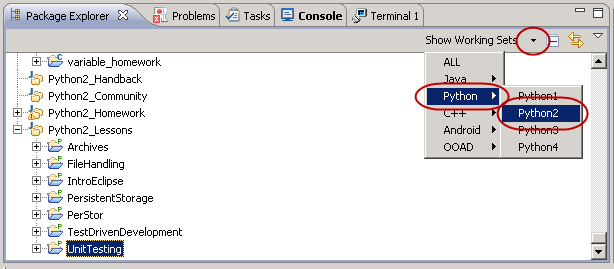 Package Explorer
Problems
Tasks
Console
Terminal 1
Show Working Sets
variable_homework
Python2_Handback
Python2_Community
Python2_Homework
Python2_Lessons
Archives
FileHandling
IntroEclipse
PersistentStorage
PerStor
TestDrivenDevelopment
UnitTesting
ALL
Java
Python
C++
Android
OOAD
Python1
Python2
Python3
Python4